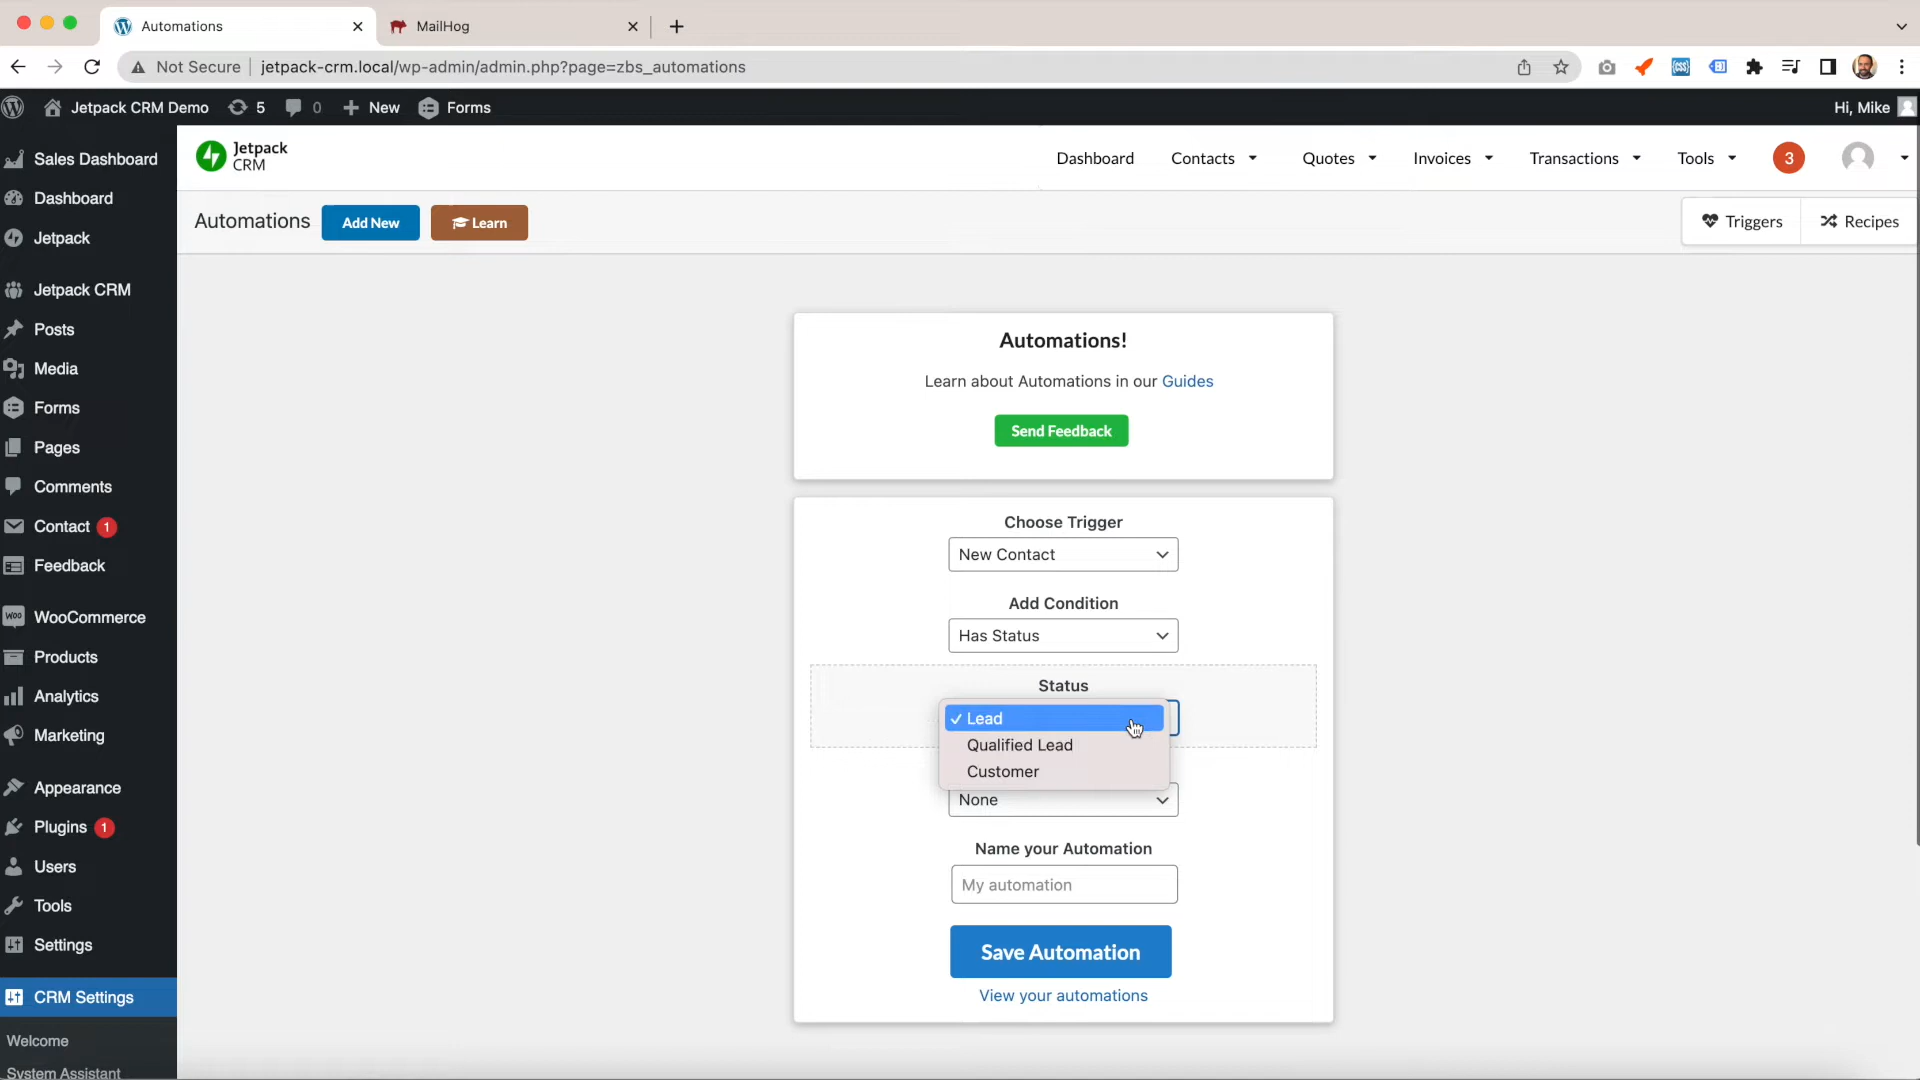 Automations
MailHog
Not Secure
jetpack-crm.local/wp-admin/admin.php?page=zbs_automations
Jetpack CRM Demo
5
0
New
Forms
Hi, Mike
Sales Dashboard
Dashboard
Jetpack
Jetpack CRM
Posts
Media
Forms
Pages
Comments
Contact 1
Feedback
WooCommerce
Products
Analytics
Marketing
Appearance
Plugins 1
Users
Tools
Settings
CRM Settings
Welcome
System Assistant
Jetpack
CRM
Dashboard
Contacts
Quotes
Invoices
Transactions
Tools
3
Automations
Add New
Learn
Triggers
Recipes
Automations!
Learn about Automations in our Guides
Send Feedback
Choose Trigger
New Contact
Add Condition
Has Status
Status
✓ Lead
Qualified Lead
Customer
None
Name your Automation
My automation
Save Automation
View your automations